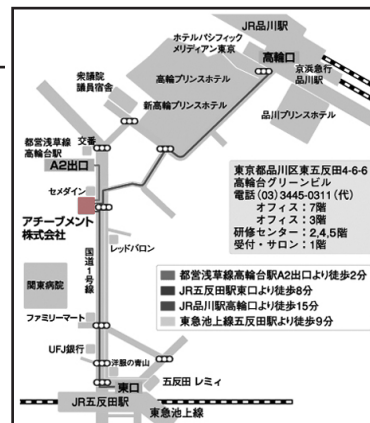 JR品川駅
ホテルパシフィック
メリディアン東京
高輪口
京浜急行
品川駅
衆議院
議員宿舎
高輪プリンスホテル
新高輪プリンスホテル
品川プリンスホテル
都営浅草線
高輪台駅
交番
A2出口
セメダイン
アチーブメント
株式会社
レッドバロン
国道1号線
関東病院
ファミリーマート
UFJ銀行
洋服の青山
東口
五反田 レミィ
JR五反田駅
東急池上線
東京都品川区東五反田4-6-6
高輪台グリーンビル
電話(03)3445-0311(代)
オフィス:7階
オフィス:3階
研修センター:2,4,5階
受付・サロン:1階
都営浅草線高輪台駅A2出口より徒歩2分
JR五反田駅東口より徒歩8分
JR品川駅高輪口より徒歩15分
東急池上線五反田駅より徒歩9分